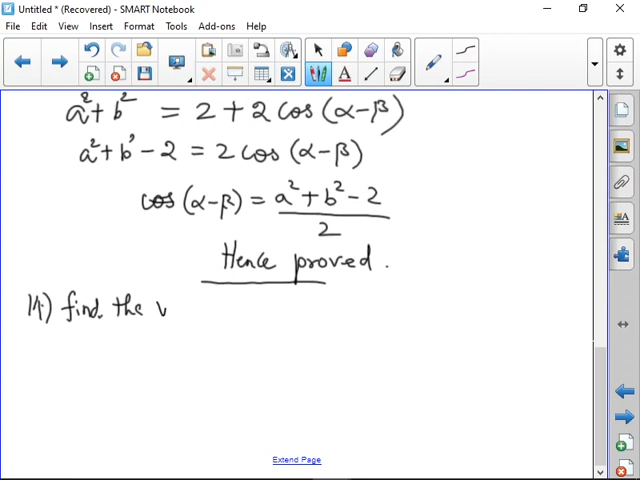 Untitled * (Recovered) - SMART Notebook
File Edit View Insert Format Tools Add-ons Help
a² + b² = 2 + 2 cos (α-β)
a² + b² - 2 = 2 cos (α-β)
cos (α-β) = a² + b² - 2
2
Hence proved.
14) find the v
Extend Page